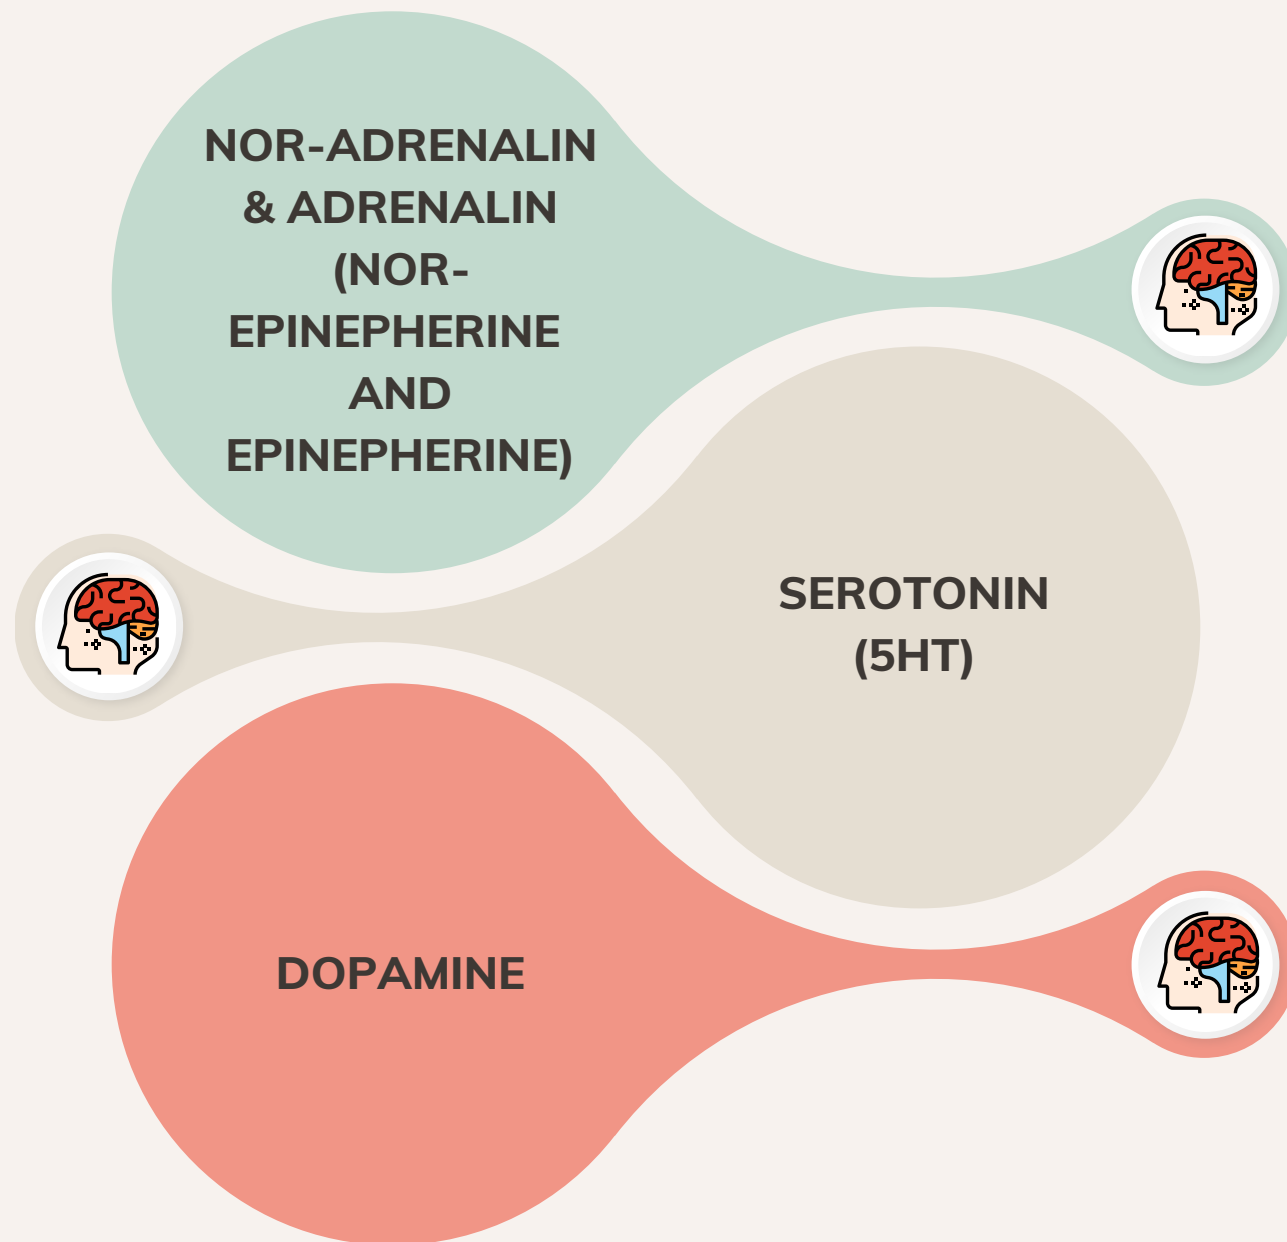 NOR-ADRENALIN
& ADRENALIN
(NOR-
EPINEPHERINE
AND
EPINEPHERINE)
SEROTONIN
(5HT)
DOPAMINE